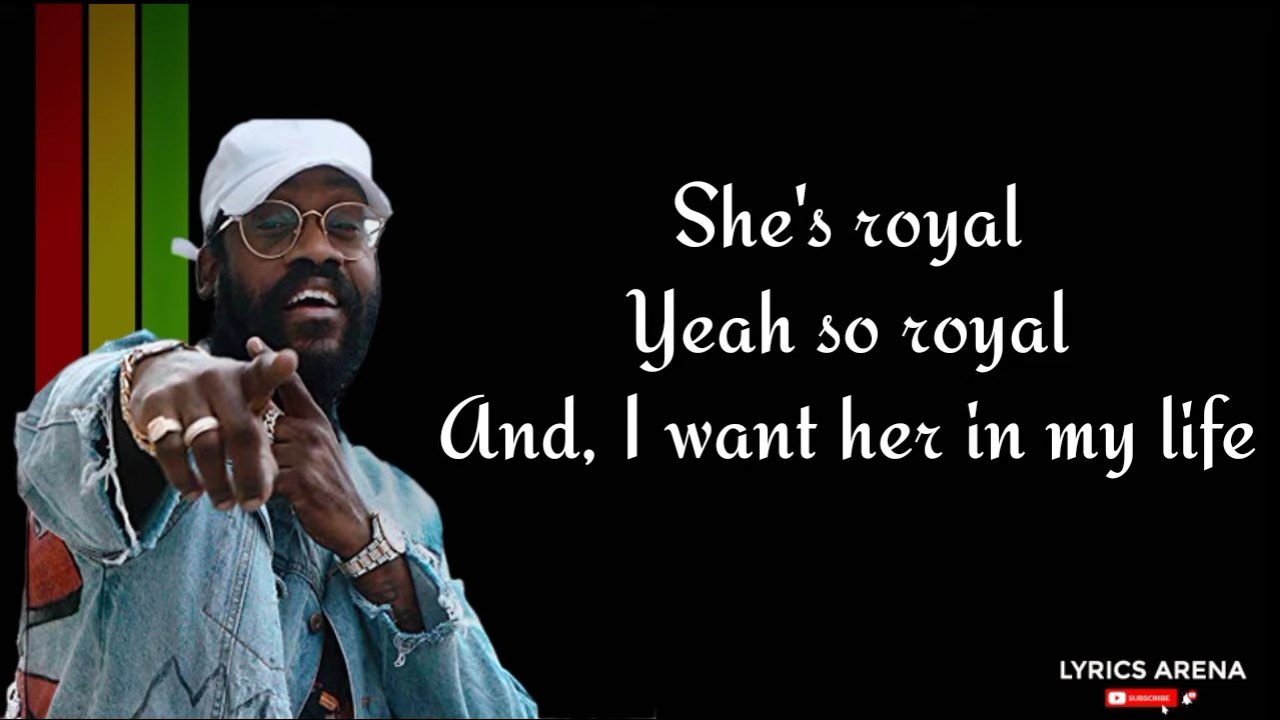 She's royal
Yeah so royal
And, I want her in my life
LYRICS ARENA
SUBSCRIBE